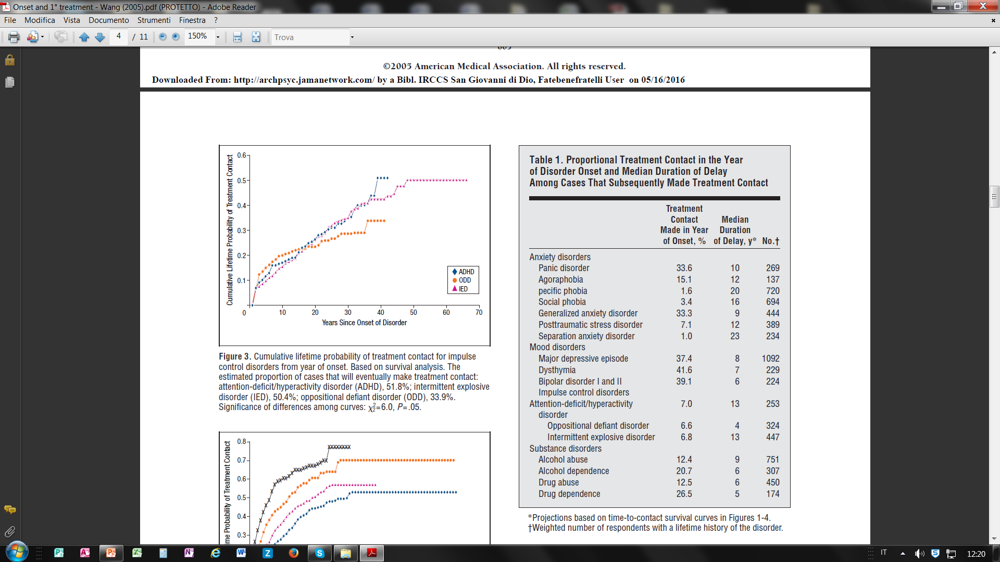 Onset and 1° treatment - Wang (2005).pdf (PROTETTO) - Adobe Reader
File Modifica Vista Documento Strumenti Finestra ?
4 / 11 150% Trova
©2005 American Medical Association. All rights reserved.
Downloaded From: http://archpsyc.jamanetwork.com/ by a Bibl. IRCCS San Giovanni di Dio, Fatebenefratelli User on 05/16/2016
Cumulative Lifetime Probability of Treatment Contact
0.6
0.5
0.4
0.3
0.2
0.1
0 10 20 30 40 50 60 70
Years Since Onset of Disorder
ADHD
ODD
IED
Figure 3. Cumulative lifetime probability of treatment contact for impulse
control disorders from year of onset. Based on survival analysis. The
estimated proportion of cases that will eventually make treatment contact:
attention-deficit/hyperactivity disorder (ADHD), 51.8%; intermittent explosive
disorder (IED), 50.4%; oppositional defiant disorder (ODD), 33.9%.
Significance of differences among curves: χ²₂=6.0, P=.05.
me Probability of Treatment Contact
0.8
0.7
0.6
0.5
0.4
0.3
Table 1. Proportional Treatment Contact in the Year
of Disorder Onset and Median Duration of Delay
Among Cases That Subsequently Made Treatment Contact
Treatment
Contact Median
Made in Year Duration
of Onset, % of Delay, y* No.†
Anxiety disorders
Panic disorder 33.6 10 269
Agoraphobia 15.1 12 137
pecific phobia 1.6 20 720
Social phobia 3.4 16 694
Generalized anxiety disorder 33.3 9 444
Posttraumatic stress disorder 7.1 12 389
Separation anxiety disorder 1.0 23 234
Mood disorders
Major depressive episode 37.4 8 1092
Dysthymia 41.6 7 229
Bipolar disorder I and II 39.1 6 224
Impulse control disorders
Attention-deficit/hyperactivity 7.0 13 253
disorder
Oppositional defiant disorder 6.6 4 324
Intermittent explosive disorder 6.8 13 447
Substance disorders
Alcohol abuse 12.4 9 751
Alcohol dependence 20.7 6 307
Drug abuse 12.5 6 450
Drug dependence 26.5 5 174
*Projections based on time-to-contact survival curves in Figures 1-4.
†Weighted number of respondents with a lifetime history of the disorder.
IT 12:20